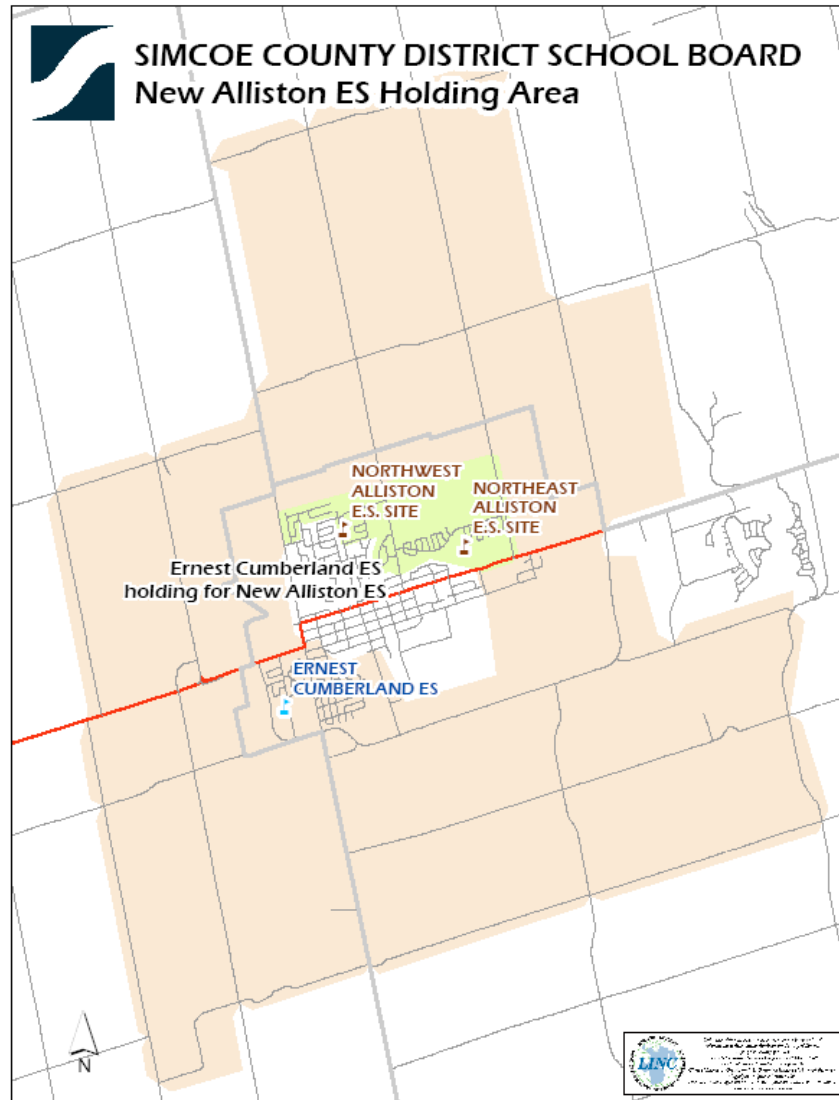 SIMCOE COUNTY DISTRICT SCHOOL BOARD
New Alliston ES Holding Area
NORTHWEST
ALLISTON
E.S. SITE
NORTHEAST
ALLISTON
E.S. SITE
Ernest Cumberland ES
holding for New Alliston ES
ERNEST
CUMBERLAND ES
N
LINC